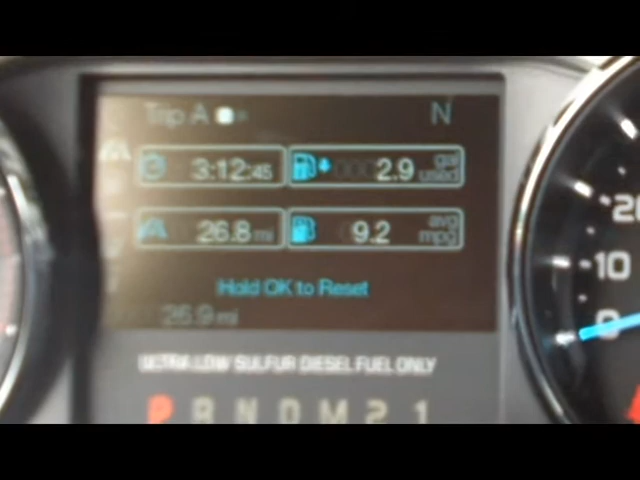 Trip A N
3:12:45 2.9 gal used
26.8 mi 9.2 avg mpg
Hold OK to Reset
26.9 mi
ULTRA LOW SULFUR DIESEL FUEL ONLY
P R N D M 2 1
20
10
0